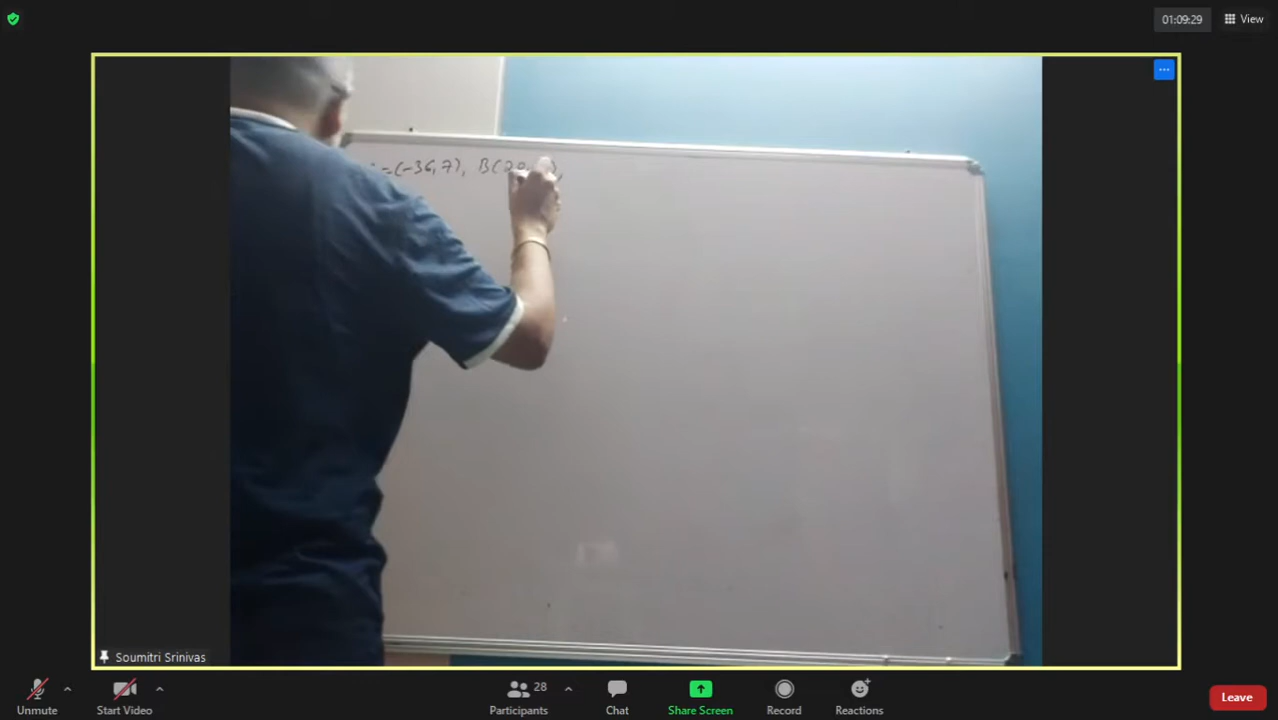 01:09:29 View
=(-36,7), B(20
Soumitri Srinivas
Unmute Start Video Participants 28 Chat Share Screen Record Reactions Leave